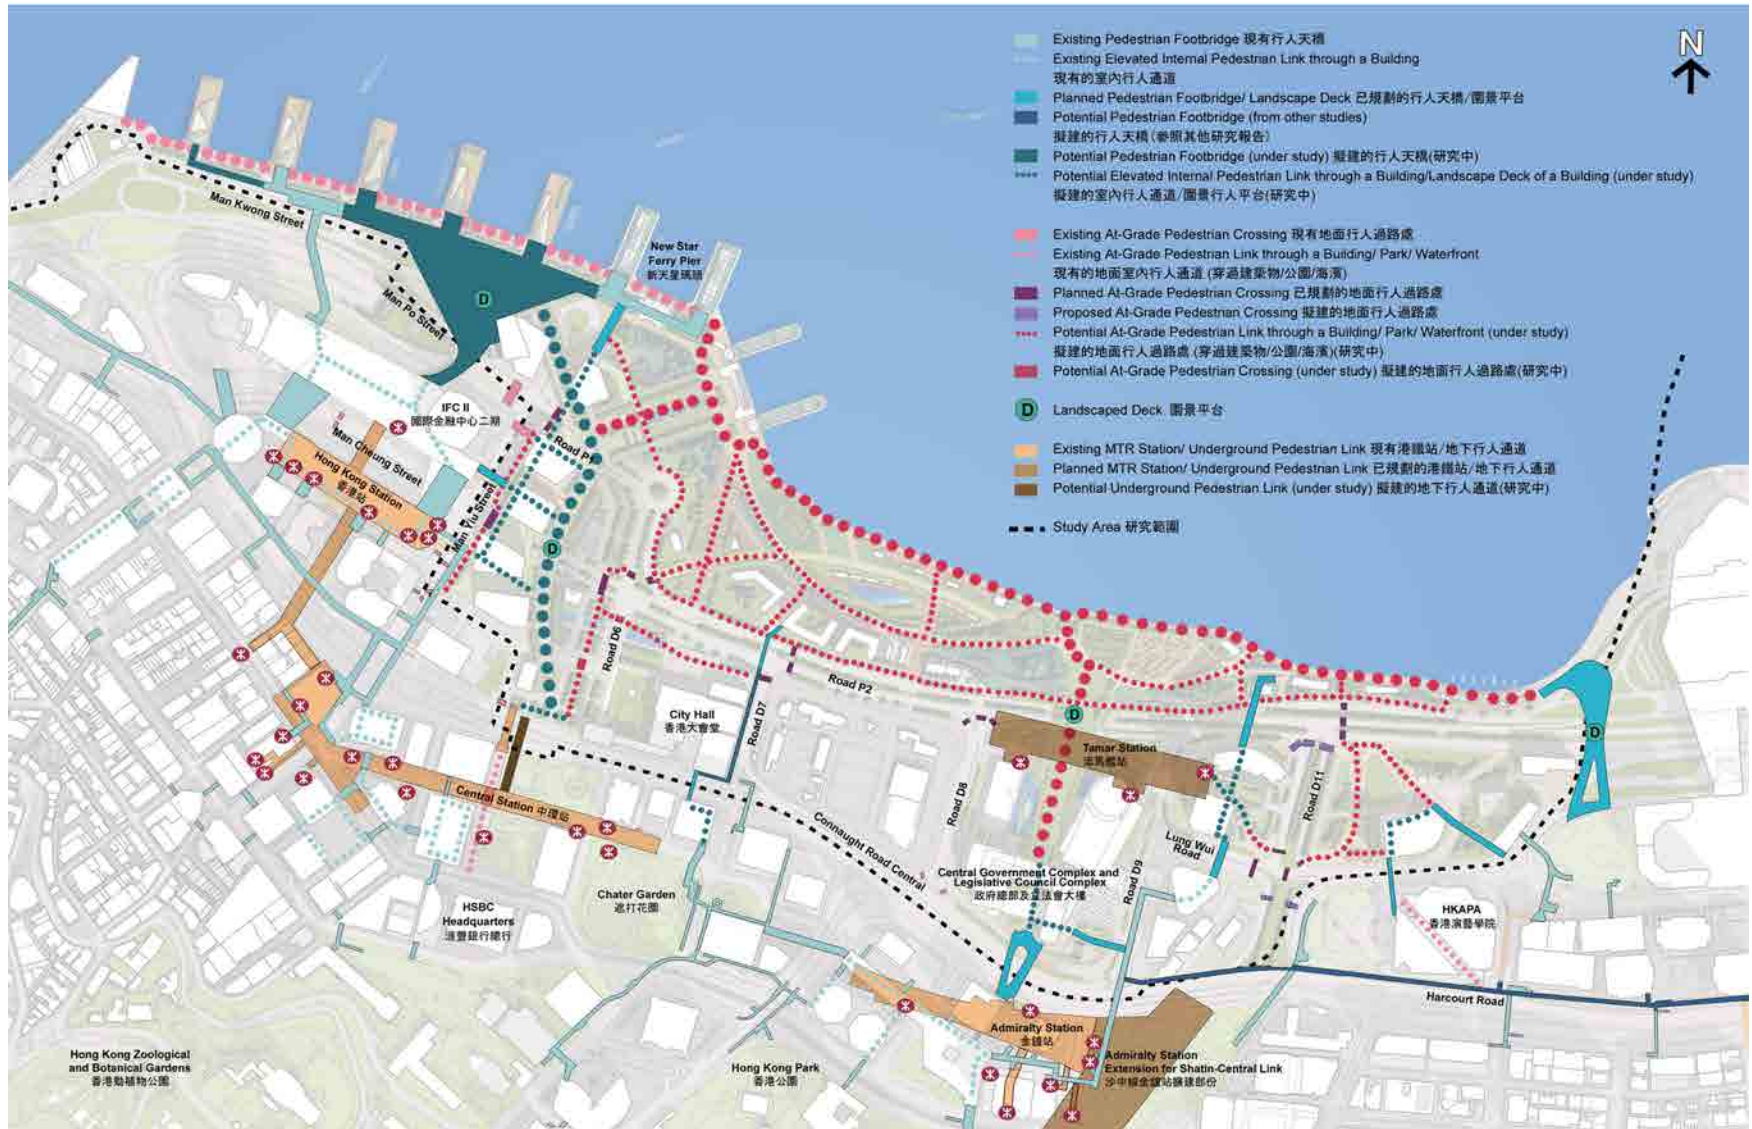 N
Existing Pedestrian Footbridge 現有行人天橋
Existing Elevated Internal Pedestrian Link through a Building
現有的室內行人通道
Planned Pedestrian Footbridge/ Landscape Deck 已規劃的行人天橋/園景平台
Potential Pedestrian Footbridge (from other studies)
擬建的行人天橋(參照其他研究報告)
Potential Pedestrian Footbridge (under study) 擬建的行人天橋(研究中)
Potential Elevated Internal Pedestrian Link through a Building/Landscape Deck of a Building (under study)
擬建的室內行人通道/園景行人平台(研究中)
Existing At-Grade Pedestrian Crossing 現有地面行人過路處
Existing At-Grade Pedestrian Link through a Building/ Park/ Waterfront
現有的地面室內行人通道 (穿過建築物/公園/海濱)
Planned At-Grade Pedestrian Crossing 已規劃的地面行人過路處
Proposed At-Grade Pedestrian Crossing 擬建的地面行人過路處
Potential At-Grade Pedestrian Link through a Building/ Park/ Waterfront (under study)
擬建的地面行人過路處 (穿過建築物/公園/海濱)(研究中)
Potential At-Grade Pedestrian Crossing (under study) 擬建的地面行人過路處(研究中)
D Landscaped Deck 園景平台
Existing MTR Station/ Underground Pedestrian Link 現有港鐵站/地下行人通道
Planned MTR Station/ Underground Pedestrian Link 已規劃的港鐵站/地下行人通道
Potential Underground Pedestrian Link (under study) 擬建的地下行人通道(研究中)
Study Area 研究範圍
Man Kwong Street
New Star
Ferry Pier
新天星碼頭
D
Man Po Street
IFC II
國際金融中心二期
Man Cheung Street
Hong Kong Station
香港站
Road P1
Man Yiu Street
D
Road D6
City Hall
香港大會堂
Road D7
Road P2
D
Tamar Station
添馬艦站
D
Road D8
Road D11
Lung Wui
Road
Central Station 中環站
Connaught Road Central
Central Government Complex and
Legislative Council Complex
政府總部及立法會大樓
Road D9
Chater Garden
遮打花園
HSBC
Headquarters
滙豐銀行總行
HKAPA
香港演藝學院
Harcourt Road
Admiralty Station
金鐘站
Admiralty Station
Extension for Shatin-Central Link
沙中線金鐘站擴建部份
Hong Kong Zoological
and Botanical Gardens
香港動植物公園
Hong Kong Park
香港公園